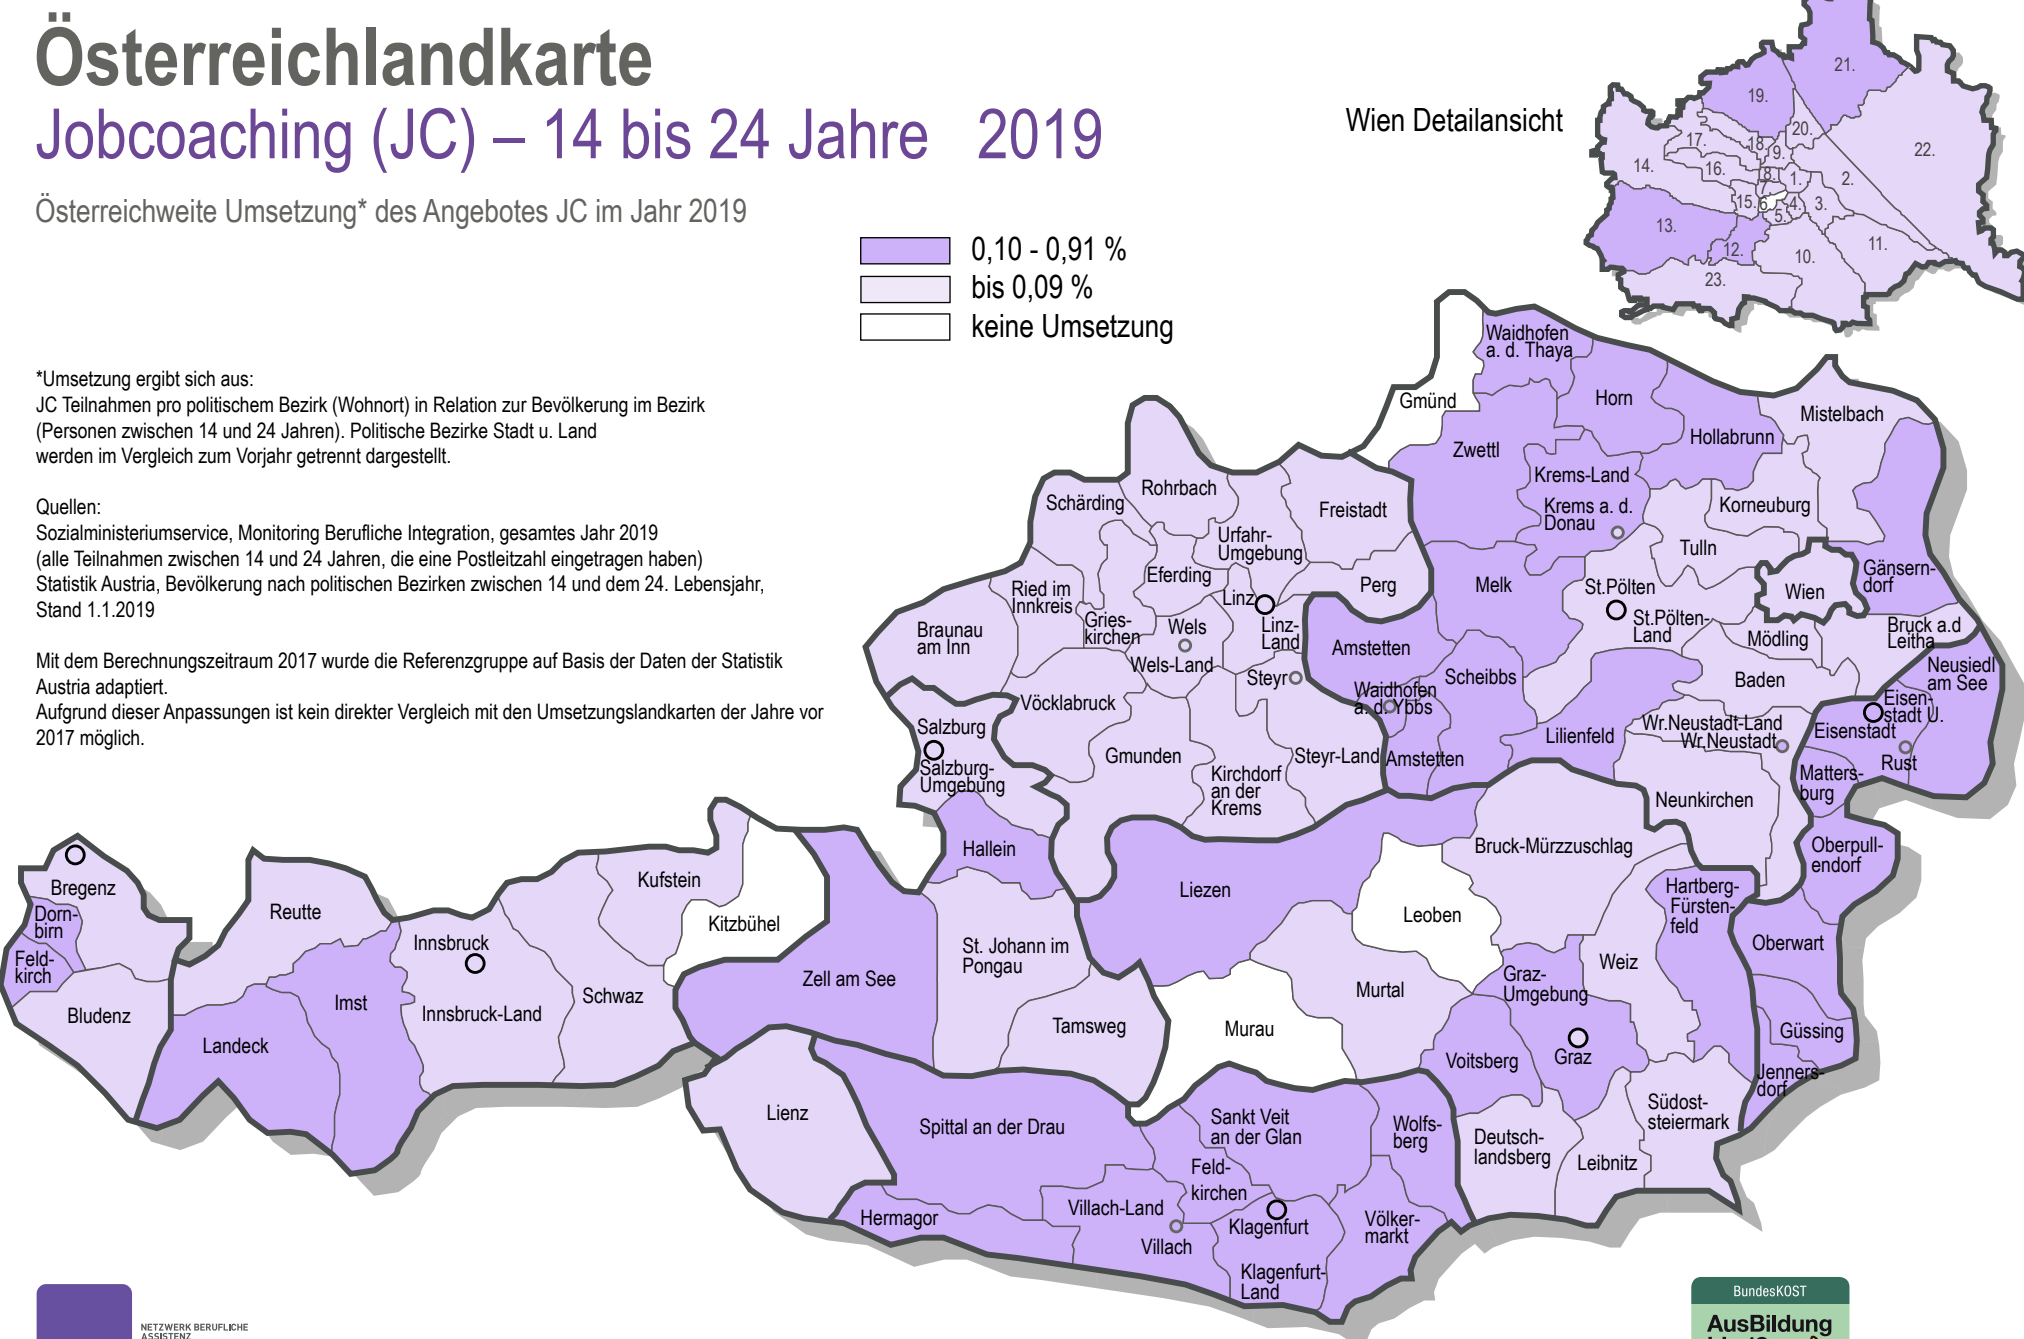 Österreichlandkarte
Jobcoaching (JC) – 14 bis 24 Jahre 2019
Österreichweite Umsetzung* des Angebotes JC im Jahr 2019
Wien Detailansicht
21.
19.
20.
22.
17.
18.
9.
14.
16.
8.
1.
2.
7.
15.
6.
4.
3.
5.
13.
12.
10.
11.
23.
0,10 - 0,91 %
bis 0,09 %
keine Umsetzung
*Umsetzung ergibt sich aus:
JC Teilnahmen pro politischem Bezirk (Wohnort) in Relation zur Bevölkerung im Bezirk
(Personen zwischen 14 und 24 Jahren). Politische Bezirke Stadt u. Land
werden im Vergleich zum Vorjahr getrennt dargestellt.
Quellen:
Sozialministeriumservice, Monitoring Berufliche Integration, gesamtes Jahr 2019
(alle Teilnahmen zwischen 14 und 24 Jahren, die eine Postleitzahl eingetragen haben)
Statistik Austria, Bevölkerung nach politischen Bezirken zwischen 14 und dem 24. Lebensjahr,
Stand 1.1.2019
Mit dem Berechnungszeitraum 2017 wurde die Referenzgruppe auf Basis der Daten der Statistik
Austria adaptiert.
Aufgrund dieser Anpassungen ist kein direkter Vergleich mit den Umsetzungslandkarten der Jahre vor
2017 möglich.
Waidhofen
a. d. Thaya
Gmünd
Horn
Mistelbach
Zwettl
Hollabrunn
Krems-Land
Krems a. d.
Donau
Korneuburg
Tulln
Gänsern-
dorf
Wien
Melk
St.Pölten
St.Pölten-
Land
Mödling
Bruck a.d
Leitha
Amstetten
Scheibbs
Baden
Neusiedl
am See
Waidhofen
a. d. Ybbs
Eisen-
stadt U.
Wr.Neustadt-Land
Wr.Neustadt
Eisenstadt
Lilienfeld
Amstetten
Rust
Matters-
burg
Neunkirchen
Oberpull-
endorf
Rohrbach
Schärding
Freistadt
Urfahr-
Umgebung
Eferding
Perg
Ried im
Innkreis
Linz
Gries-
kirchen
Wels
Linz-
Land
Braunau
am Inn
Wels-Land
Steyr
Vöcklabruck
Salzburg
Gmunden
Steyr-Land
Salzburg-
Umgebung
Kirchdorf
an der
Krems
Hallein
Bruck-Mürzzuschlag
Liezen
Leoben
Hartberg-
Fürsten-
feld
Oberwart
Bregenz
Dorn-
birn
Feld-
kirch
Bludenz
Reutte
Kufstein
Kitzbühel
Innsbruck
Imst
Innsbruck-Land
Schwaz
Landeck
Zell am See
St. Johann im
Pongau
Tamsweg
Murau
Murtal
Graz-
Umgebung
Weiz
Güssing
Voitsberg
Graz
Jenners-
dorf
Südost-
steiermark
Deutsch-
landsberg
Leibnitz
Lienz
Spittal an der Drau
Sankt Veit
an der Glan
Wolfs-
berg
Feld-
kirchen
Villach-Land
Hermagor
Klagenfurt
Villach
Völker-
markt
Klagenfurt-
Land
NETZWERK BERUFLICHE
ASSISTENZ
BundesKOST
AusBildung